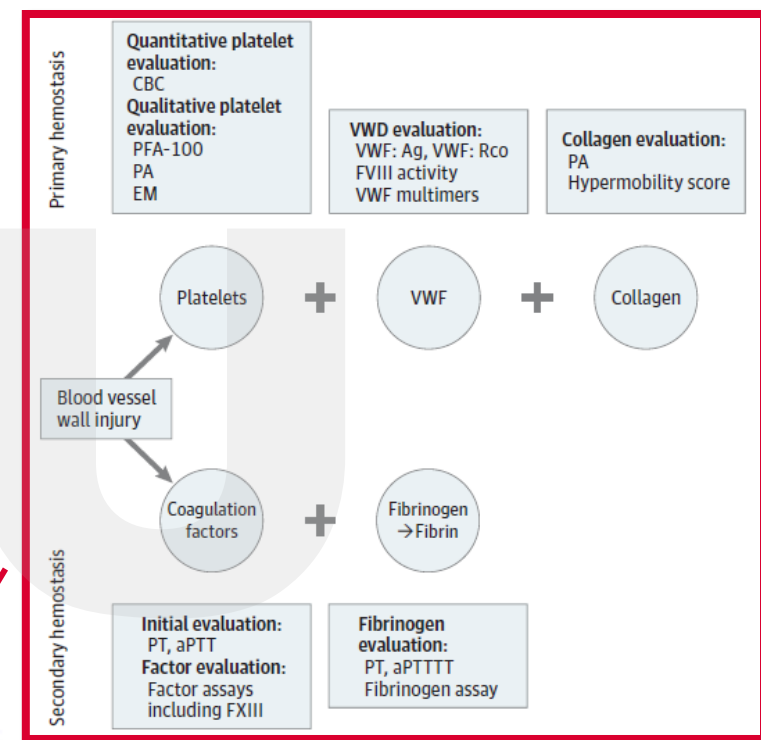 Primary hemostasis
Quantitative platelet
evaluation:
CBC
Qualitative platelet
evaluation:
PFA-100
PA
EM
VWD evaluation:
VWF: Ag, VWF: Rco
FVIII activity
VWF multimers
Collagen evaluation:
PA
Hypermobility score
Platelets
+
VWF
+
Collagen
Blood vessel
wall injury
Coagulation
factors
+
Fibrinogen
→Fibrin
Secondary hemostasis
Initial evaluation:
PT, aPTT
Factor evaluation:
Factor assays
including FXIII
Fibrinogen
evaluation:
PT, aPTTTT
Fibrinogen assay